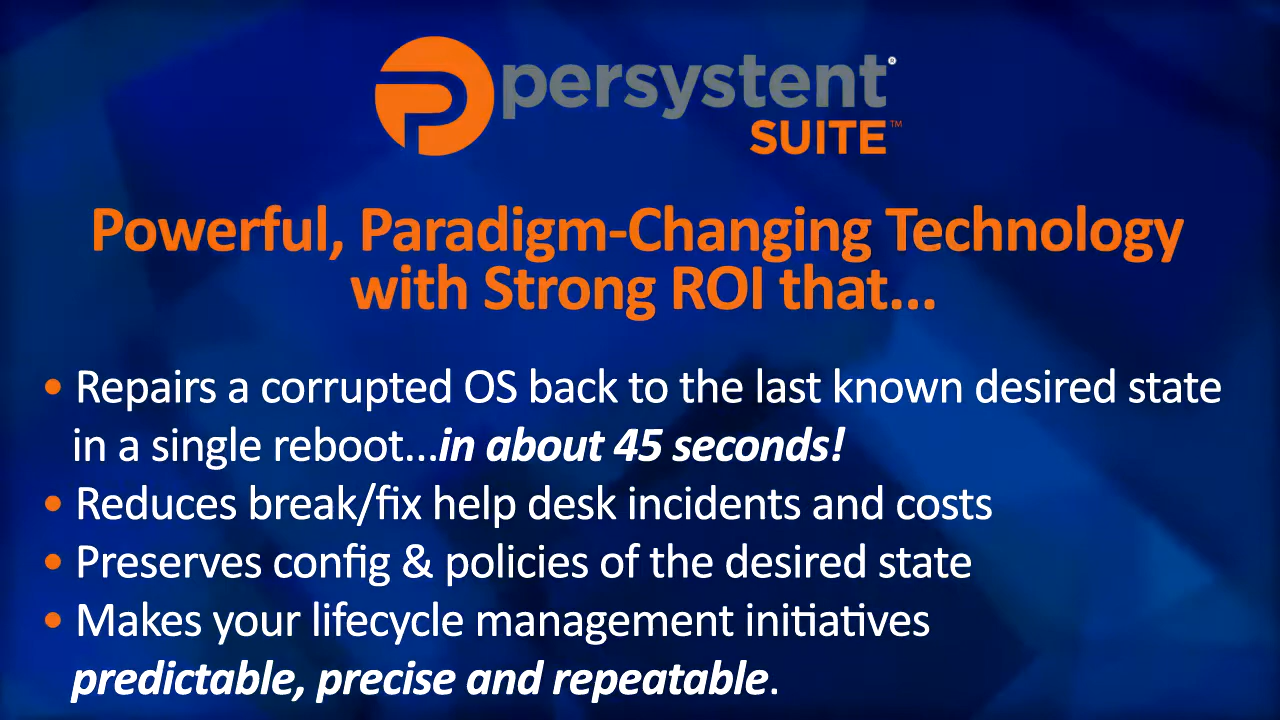 persystent®
SUITE™
Powerful, Paradigm-Changing Technology
with Strong ROI that...
• Repairs a corrupted OS back to the last known desired state
in a single reboot...in about 45 seconds!
• Reduces break/fix help desk incidents and costs
• Preserves config & policies of the desired state
• Makes your lifecycle management initiatives
predictable, precise and repeatable.